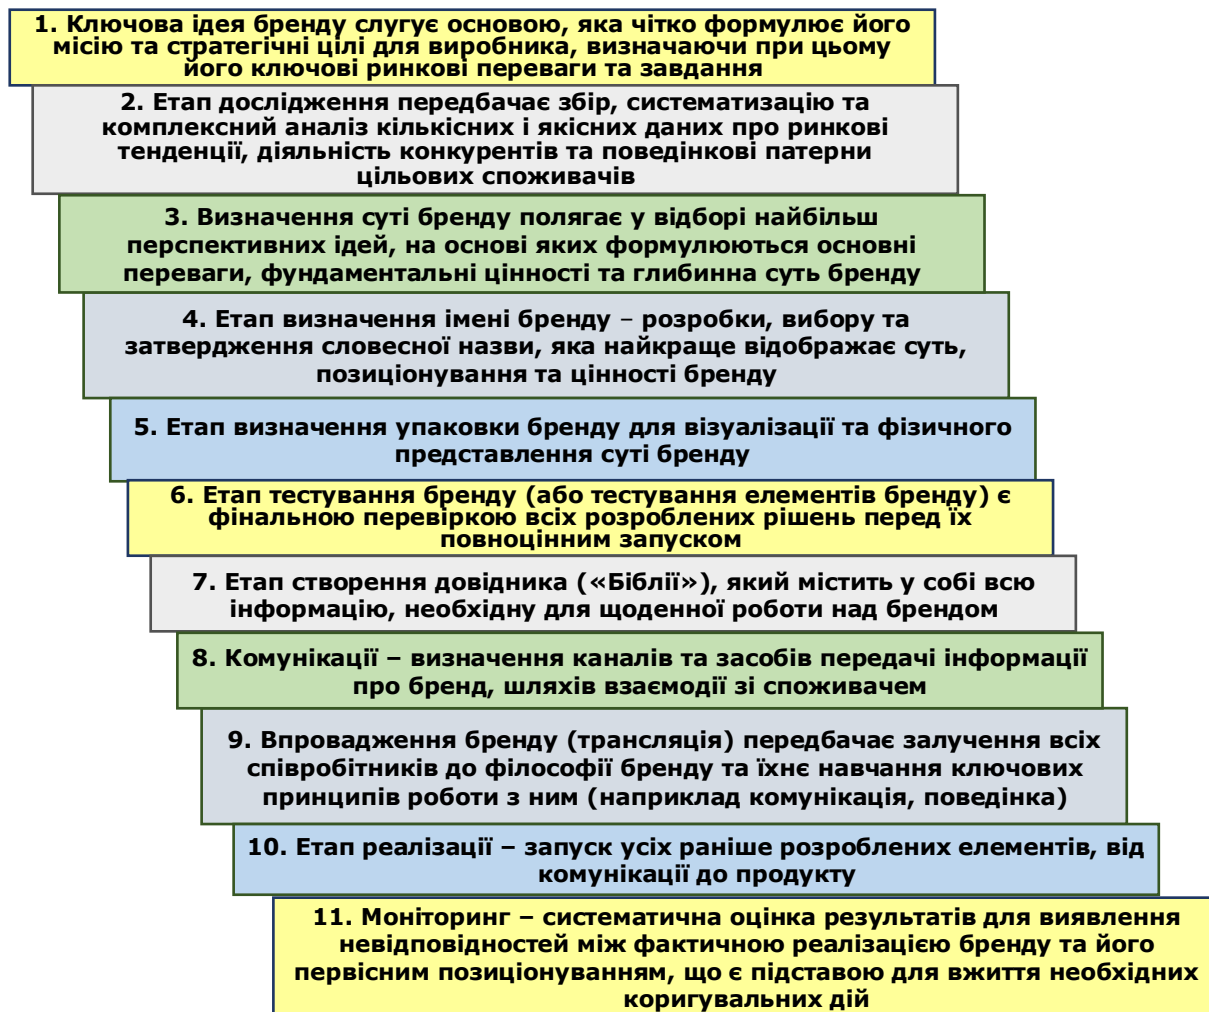 1. Ключова ідея бренду слугує основою, яка чітко формулює його
місію та стратегічні цілі для виробника, визначаючи при цьому
його ключові ринкові переваги та завдання
2. Етап дослідження передбачає збір, систематизацію та
комплексний аналіз кількісних і якісних даних про ринкові
тенденції, діяльність конкурентів та поведінкові патерни
цільових споживачів
3. Визначення суті бренду полягає у відборі найбільш
перспективних ідей, на основі яких формулюються основні
переваги, фундаментальні цінності та глибинна суть бренду
4. Етап визначення імені бренду – розробки, вибору та
затвердження словесної назви, яка найкраще відображає суть,
позиціонування та цінності бренду
5. Етап визначення упаковки бренду для візуалізації та фізичного
представлення суті бренду
6. Етап тестування бренду (або тестування елементів бренду) є
фінальною перевіркою всіх розроблених рішень перед їх
повноцінним запуском
7. Етап створення довідника («Біблії»), який містить у собі всю
інформацію, необхідну для щоденної роботи над брендом
8. Комунікації – визначення каналів та засобів передачі інформації
про бренд, шляхів взаємодії зі споживачем
9. Впровадження бренду (трансляція) передбачає залучення всіх
співробітників до філософії бренду та їхнє навчання ключових
принципів роботи з ним (наприклад комунікація, поведінка)
10. Етап реалізації – запуск усіх раніше розроблених елементів, від
комунікації до продукту
11. Моніторинг – систематична оцінка результатів для виявлення
невідповідностей між фактичною реалізацією бренду та його
первісним позиціонуванням, що є підставою для вжиття необхідних
коригувальних дій